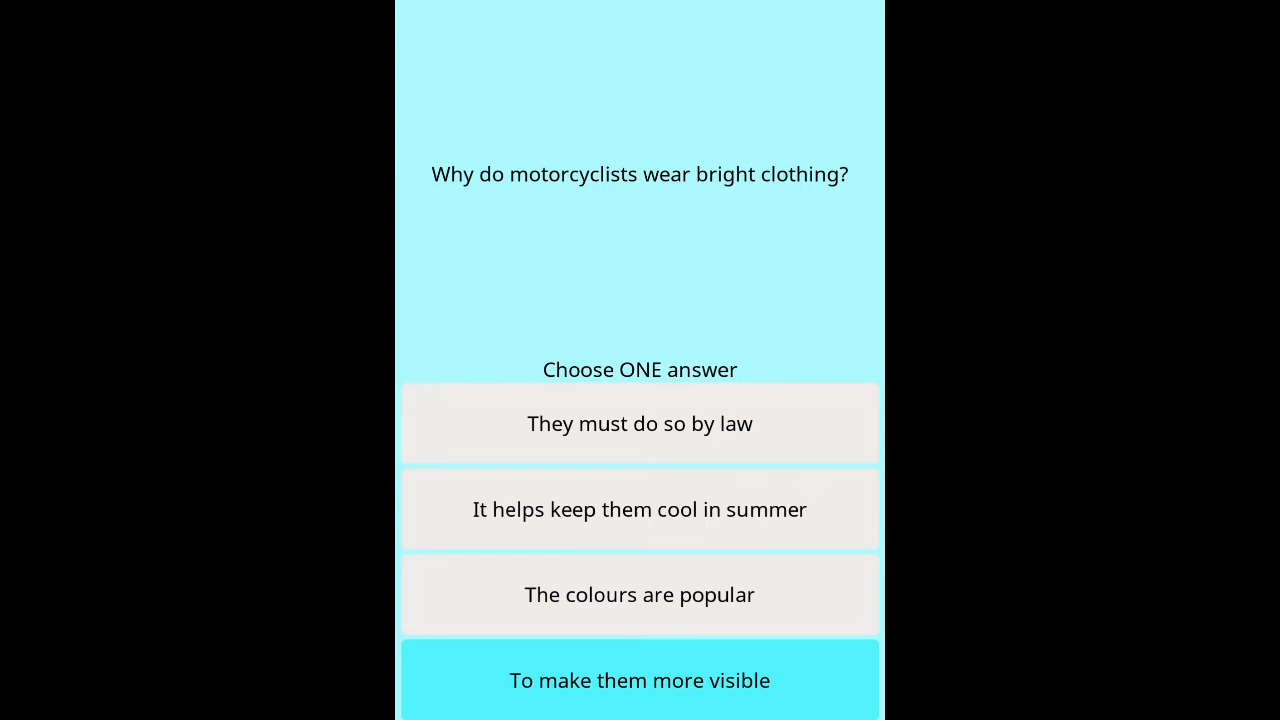 Why do motorcyclists wear bright clothing?
Choose ONE answer
They must do so by law
It helps keep them cool in summer
The colours are popular
To make them more visible